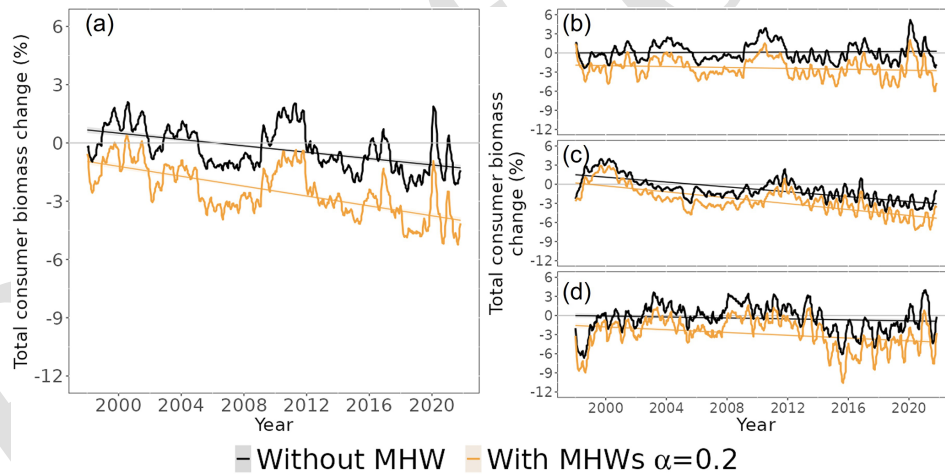 (a)
Total consumer biomass change (%)
6
3
0
-3
-6
-9
-12
2000 2004 2008 2012 2016 2020
Year
Total consumer biomass
change (%)
(b)
6
3
0
-3
-6
-9
-12
(c)
6
3
0
-3
-6
-9
-12
(d)
6
3
0
-3
-6
-9
-12
2000 2004 2008 2012 2016 2020
Year
Without MHW With MHWs α=0.2